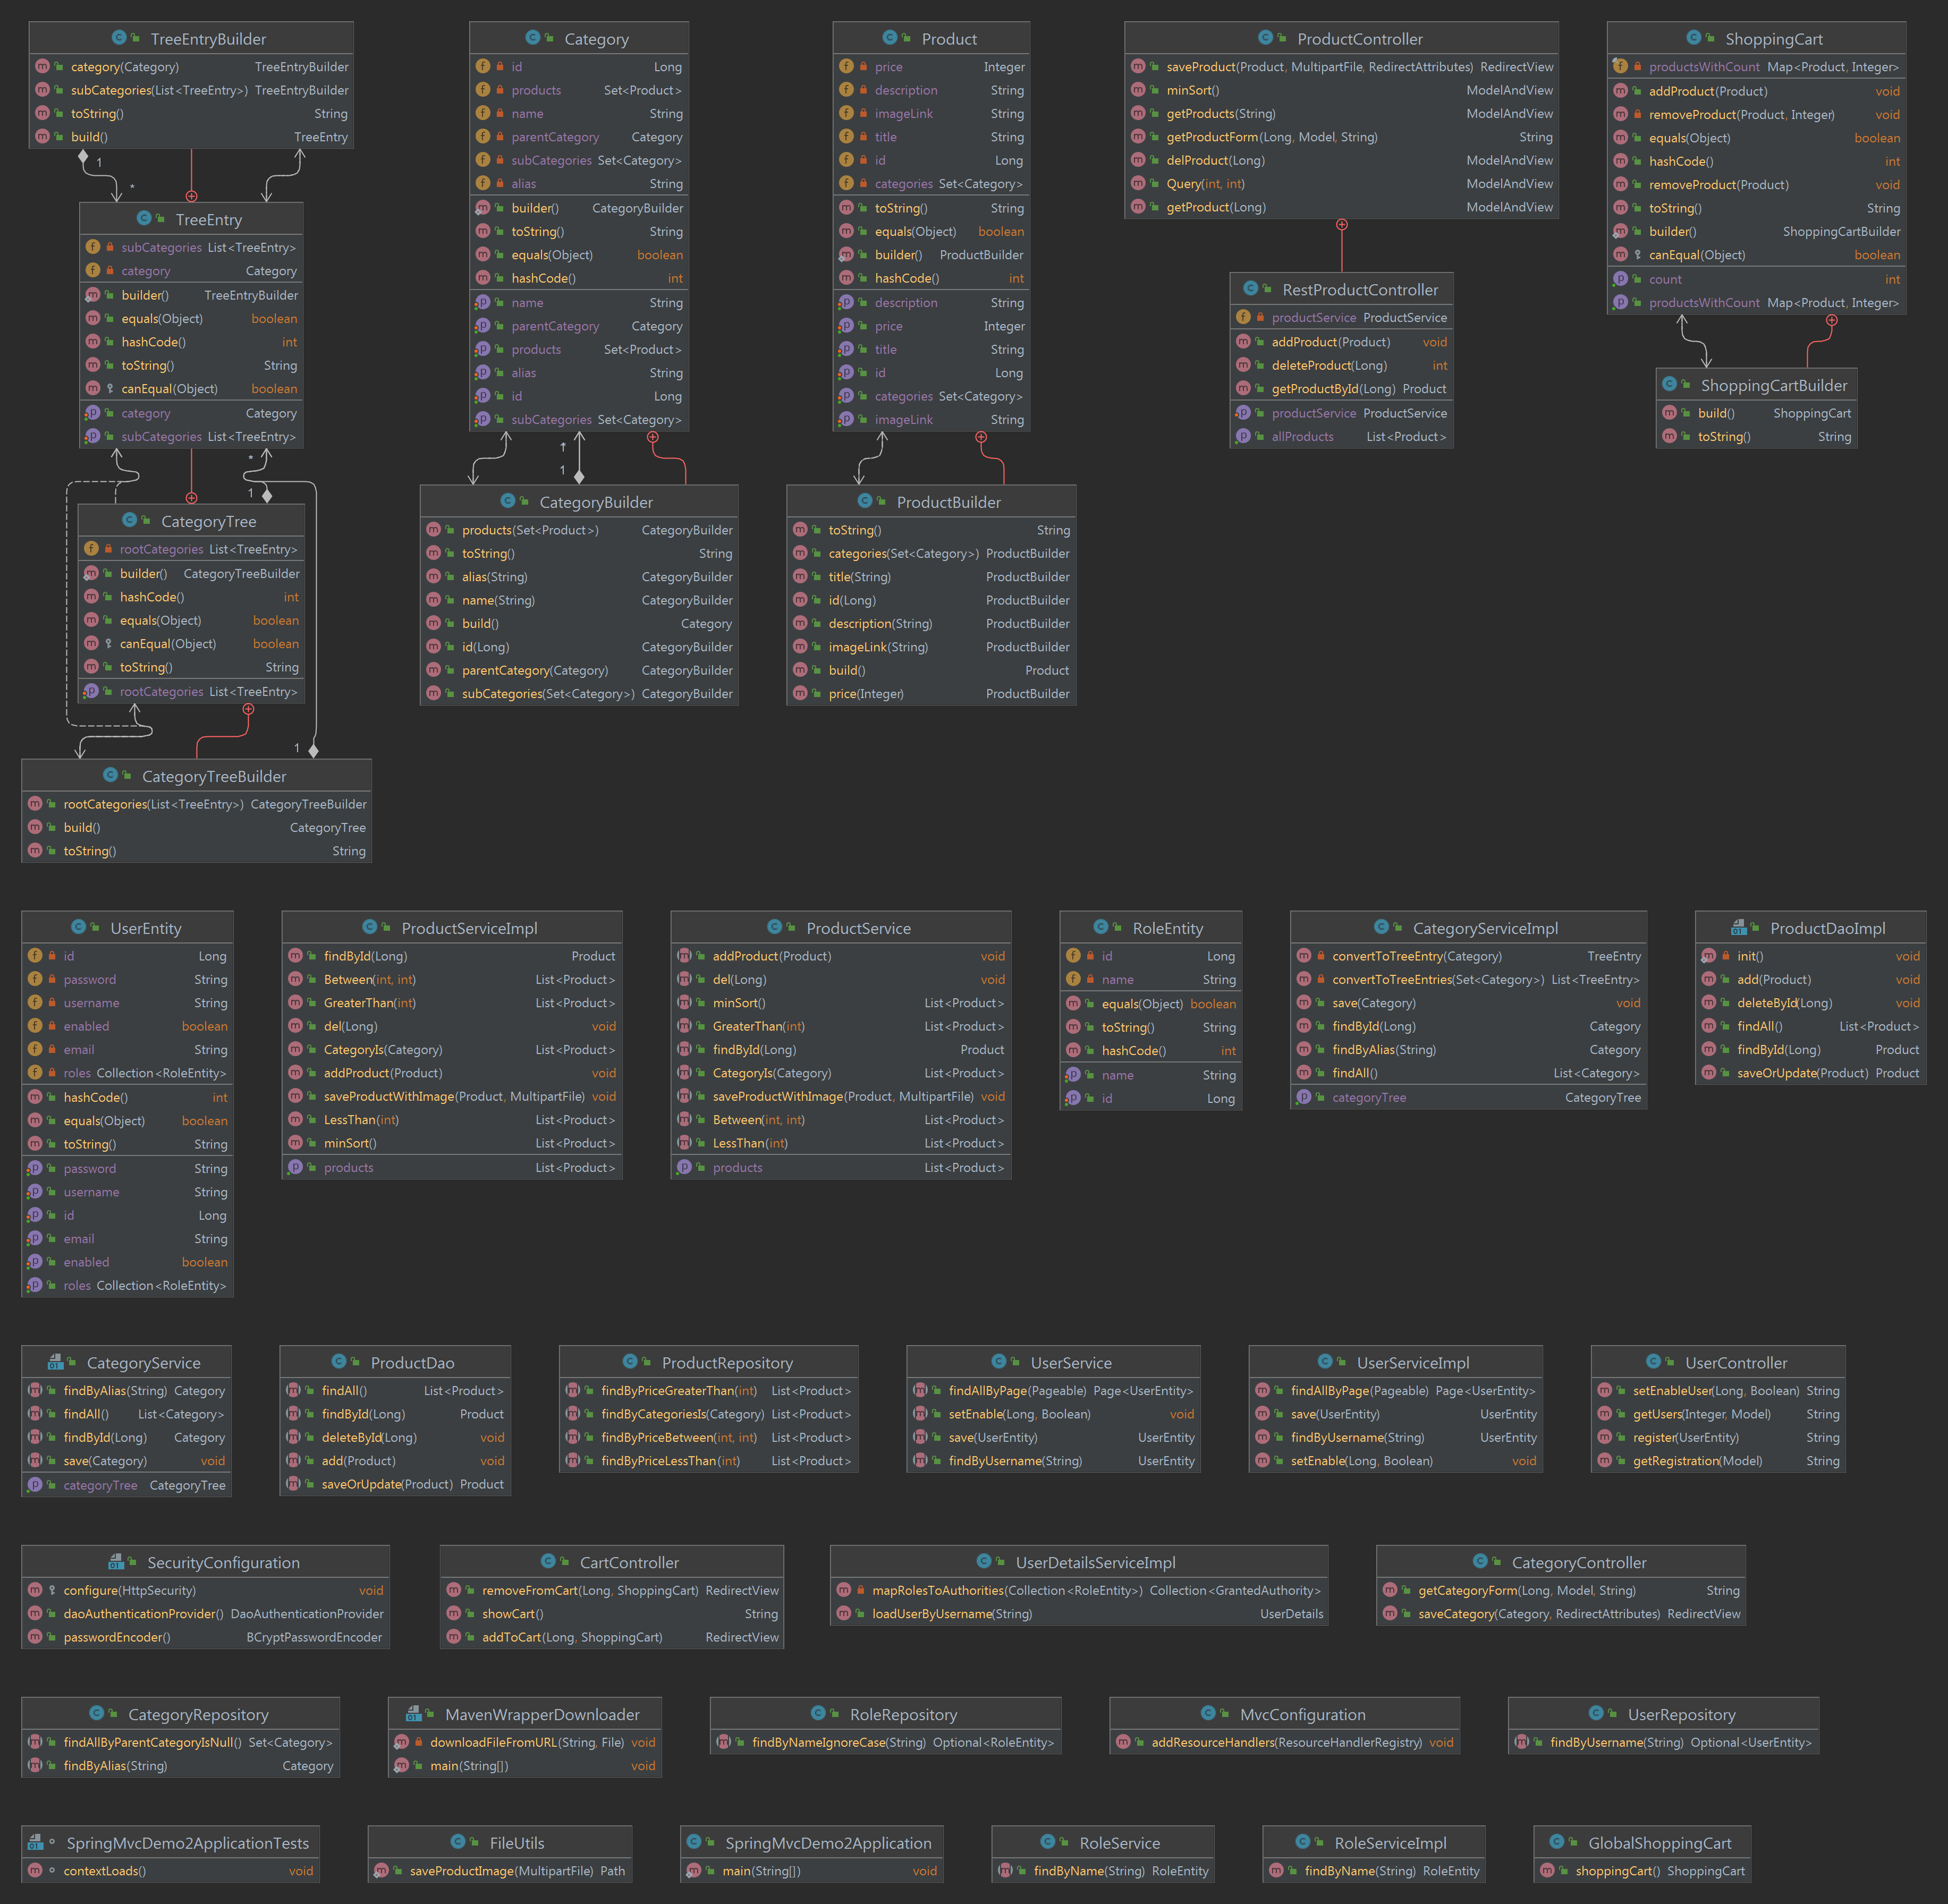 TreeEntryBuilder
category(Category) TreeEntryBuilder
subCategories(List<TreeEntry>) TreeEntryBuilder
toString() String
build() TreeEntry
1
*
TreeEntry
subCategories List<TreeEntry>
category Category
builder() TreeEntryBuilder
equals(Object) boolean
hashCode() int
toString() String
canEqual(Object) boolean
category Category
subCategories List<TreeEntry>
*
1
CategoryTree
rootCategories List<TreeEntry>
builder() CategoryTreeBuilder
hashCode() int
equals(Object) boolean
canEqual(Object) boolean
toString() String
rootCategories List<TreeEntry>
1
CategoryTreeBuilder
rootCategories(List<TreeEntry>) CategoryTreeBuilder
build() CategoryTree
toString() String
Category
id Long
products Set<Product>
name String
parentCategory Category
subCategories Set<Category>
alias String
builder() CategoryBuilder
toString() String
equals(Object) boolean
hashCode() int
name String
parentCategory Category
products Set<Product>
alias String
id Long
subCategories Set<Category>
1
1
CategoryBuilder
products(Set<Product>) CategoryBuilder
toString() String
alias(String) CategoryBuilder
name(String) CategoryBuilder
build() Category
id(Long) CategoryBuilder
parentCategory(Category) CategoryBuilder
subCategories(Set<Category>) CategoryBuilder
Product
price Integer
description String
imageLink String
title String
id Long
categories Set<Category>
toString() String
equals(Object) boolean
builder() ProductBuilder
hashCode() int
description String
price Integer
title String
id Long
categories Set<Category>
imageLink String
ProductBuilder
toString() String
categories(Set<Category>) ProductBuilder
title(String) ProductBuilder
id(Long) ProductBuilder
description(String) ProductBuilder
imageLink(String) ProductBuilder
build() Product
price(Integer) ProductBuilder
ProductController
saveProduct(Product, MultipartFile, RedirectAttributes) RedirectView
minSort() ModelAndView
getProducts(String) ModelAndView
getProductForm(Long, Model, String) String
delProduct(Long) ModelAndView
Query(int, int) ModelAndView
getProduct(Long) ModelAndView
RestProductController
productService ProductService
addProduct(Product) void
deleteProduct(Long) int
getProductById(Long) Product
productService ProductService
allProducts List<Product>
ShoppingCart
productsWithCount Map<Product, Integer>
addProduct(Product) void
removeProduct(Product, Integer) void
equals(Object) boolean
hashCode() int
removeProduct(Product) void
toString() String
builder() ShoppingCartBuilder
canEqual(Object) boolean
count int
productsWithCount Map<Product, Integer>
ShoppingCartBuilder
build() ShoppingCart
toString() String
UserEntity
id Long
password String
username String
enabled boolean
email String
roles Collection<RoleEntity>
hashCode() int
equals(Object) boolean
toString() String
password String
username String
id Long
email String
enabled boolean
roles Collection<RoleEntity>
ProductServiceImpl
findById(Long) Product
Between(int, int) List<Product>
GreaterThan(int) List<Product>
del(Long) void
CategoryIs(Category) List<Product>
addProduct(Product) void
saveProductWithImage(Product, MultipartFile) void
LessThan(int) List<Product>
minSort() List<Product>
products List<Product>
ProductService
addProduct(Product) void
del(Long) void
minSort() List<Product>
GreaterThan(int) List<Product>
findById(Long) Product
CategoryIs(Category) List<Product>
saveProductWithImage(Product, MultipartFile) void
Between(int, int) List<Product>
LessThan(int) List<Product>
products List<Product>
RoleEntity
id Long
name String
equals(Object) boolean
toString() String
hashCode() int
name String
id Long
CategoryServiceImpl
convertToTreeEntry(Category) TreeEntry
convertToTreeEntries(Set<Category>) List<TreeEntry>
save(Category) void
findById(Long) Category
findByAlias(String) Category
findAll() List<Category>
categoryTree CategoryTree
ProductDaoImpl
init() void
add(Product) void
deleteById(Long) void
findAll() List<Product>
findById(Long) Product
saveOrUpdate(Product) Product
CategoryService
findByAlias(String) Category
findAll() List<Category>
findById(Long) Category
save(Category) void
categoryTree CategoryTree
ProductDao
findAll() List<Product>
findById(Long) Product
deleteById(Long) void
add(Product) void
saveOrUpdate(Product) Product
ProductRepository
findByPriceGreaterThan(int) List<Product>
findByCategoriesIs(Category) List<Product>
findByPriceBetween(int, int) List<Product>
findByPriceLessThan(int) List<Product>
UserService
findAllByPage(Pageable) Page<UserEntity>
setEnable(Long, Boolean) void
save(UserEntity) UserEntity
findByUsername(String) UserEntity
UserServiceImpl
findAllByPage(Pageable) Page<UserEntity>
save(UserEntity) UserEntity
findByUsername(String) UserEntity
setEnable(Long, Boolean) void
UserController
setEnableUser(Long, Boolean) String
getUsers(Integer, Model) String
register(UserEntity) String
getRegistration(Model) String
SecurityConfiguration
configure(HttpSecurity) void
daoAuthenticationProvider() DaoAuthenticationProvider
passwordEncoder() BCryptPasswordEncoder
CartController
removeFromCart(Long, ShoppingCart) RedirectView
showCart() String
addToCart(Long, ShoppingCart) RedirectView
UserDetailsServiceImpl
mapRolesToAuthorities(Collection<RoleEntity>) Collection<GrantedAuthority>
loadUserByUsername(String) UserDetails
CategoryController
getCategoryForm(Long, Model, String) String
saveCategory(Category, RedirectAttributes) RedirectView
CategoryRepository
findAllByParentCategoryIsNull() Set<Category>
findByAlias(String) Category
MavenWrapperDownloader
downloadFileFromURL(String, File) void
main(String[]) void
RoleRepository
findByNameIgnoreCase(String) Optional<RoleEntity>
MvcConfiguration
addResourceHandlers(ResourceHandlerRegistry) void
UserRepository
findByUsername(String) Optional<UserEntity>
SpringMvcDemo2ApplicationTests
contextLoads() void
FileUtils
saveProductImage(MultipartFile) Path
SpringMvcDemo2Application
main(String[]) void
RoleService
findByName(String) RoleEntity
RoleServiceImpl
findByName(String) RoleEntity
GlobalShoppingCart
shoppingCart() ShoppingCart